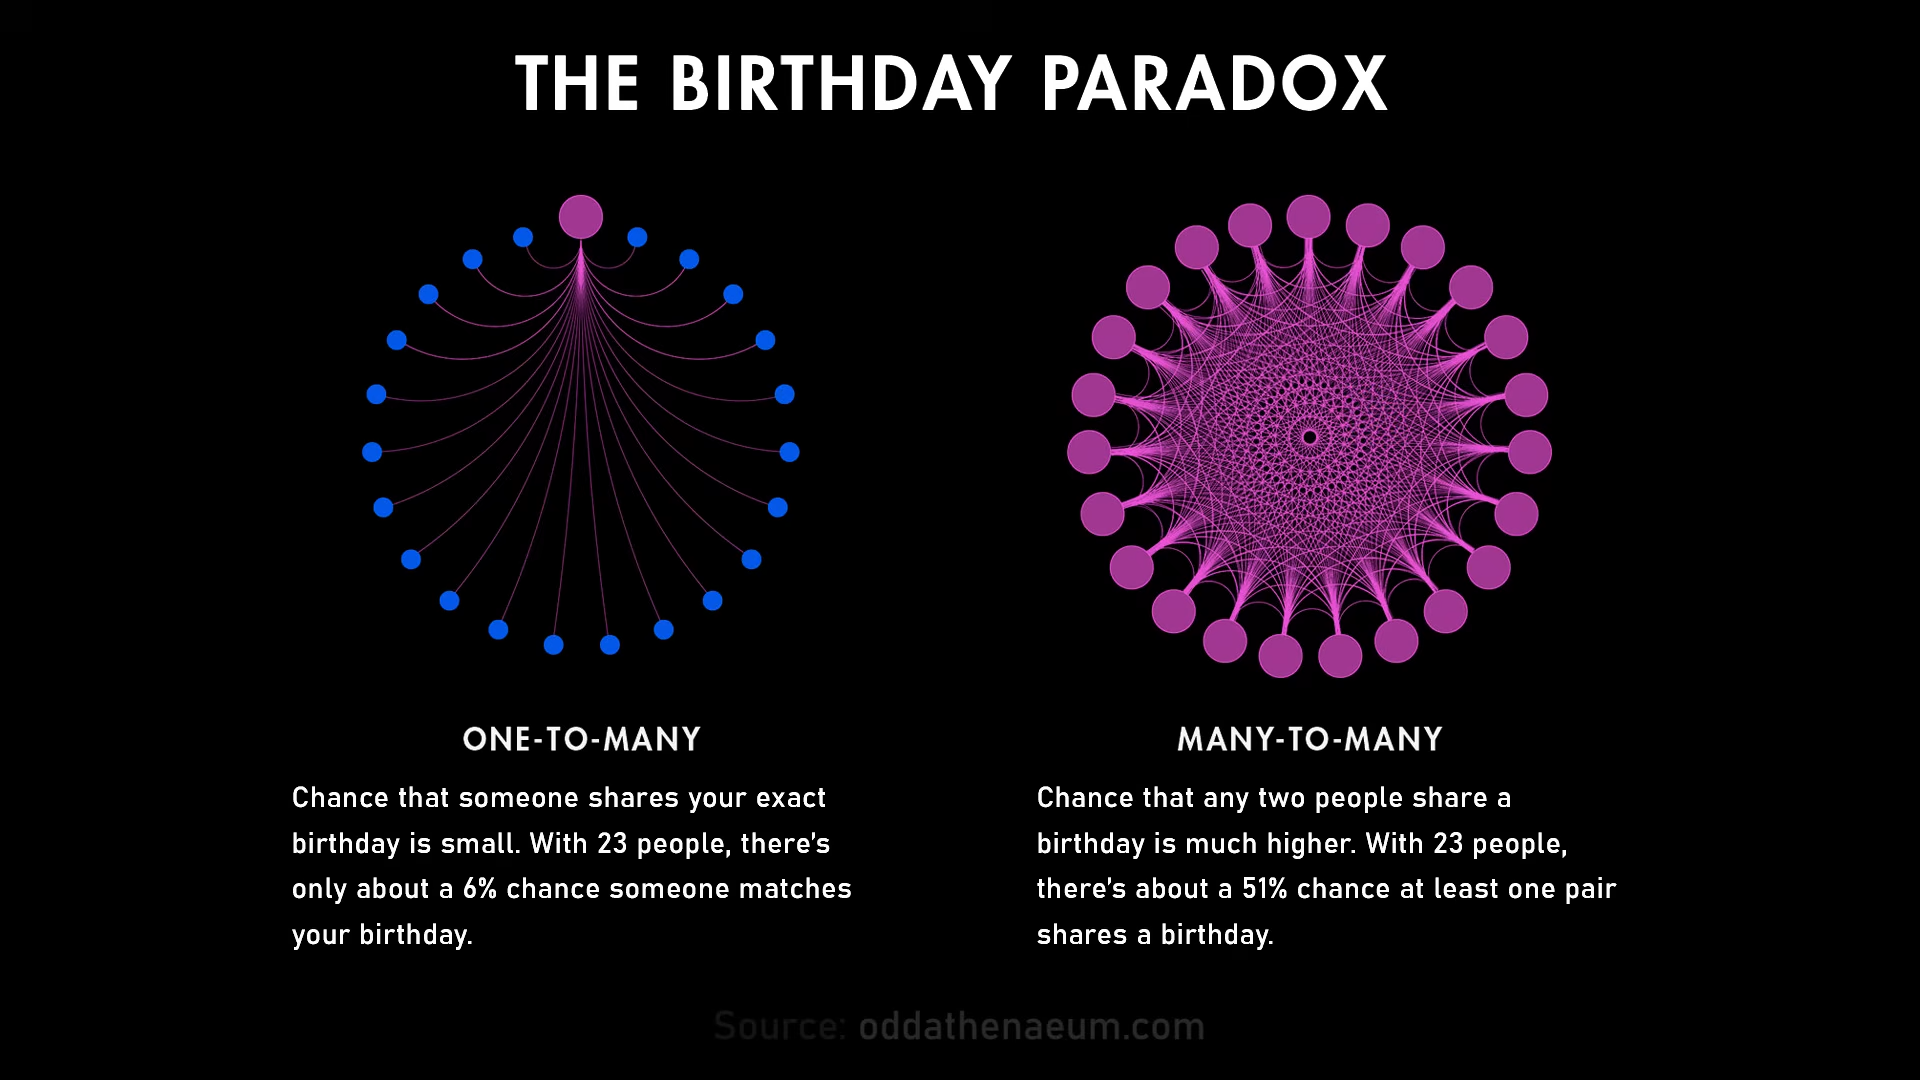 THE BIRTHDAY PARADOX
ONE-TO-MANY
Chance that someone shares your exact
birthday is small. With 23 people, there's
only about a 6% chance someone matches
your birthday.
MANY-TO-MANY
Chance that any two people share a
birthday is much higher. With 23 people,
there's about a 51% chance at least one pair
shares a birthday.
Source: oddathenaeum.com